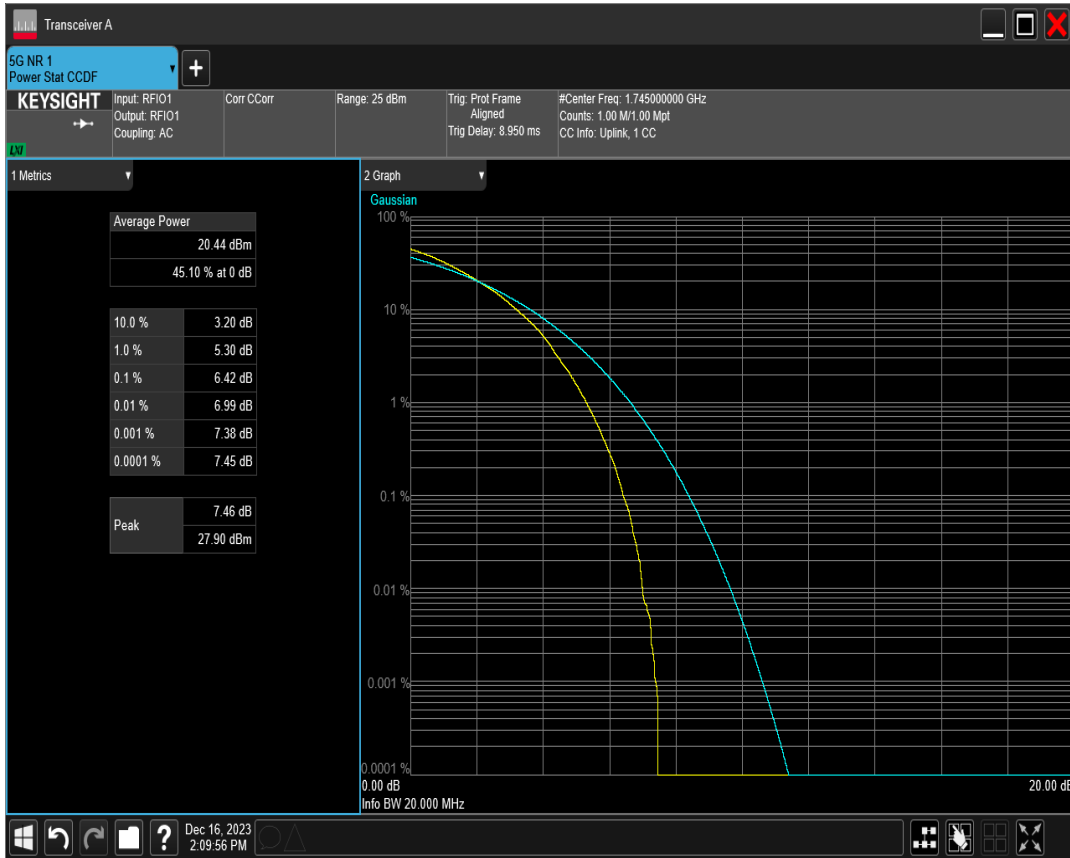 Transceiver A
5G NR 1
Power Stat CCDF
+
KEYSIGHT
LXI
Input: RFIO1
Output: RFIO1
Coupling: AC
Corr CCorr
Range: 25 dBm
Trig: Prot Frame
Aligned
Trig Delay: 8.950 ms
#Center Freq: 1.745000000 GHz
Counts: 1.00 M/1.00 Mpt
CC Info: Uplink, 1 CC
1 Metrics
Average Power
20.44 dBm
45.10 % at 0 dB
10.0 % 3.20 dB
1.0 % 5.30 dB
0.1 % 6.42 dB
0.01 % 6.99 dB
0.001 % 7.38 dB
0.0001 % 7.45 dB
Peak
7.46 dB
27.90 dBm
2 Graph
Gaussian
100 %
10 %
1 %
0.1 %
0.01 %
0.001 %
0.0001 %
0.00 dB 20.00 dB
Info BW 20.000 MHz
?
Dec 16, 2023
2:09:56 PM